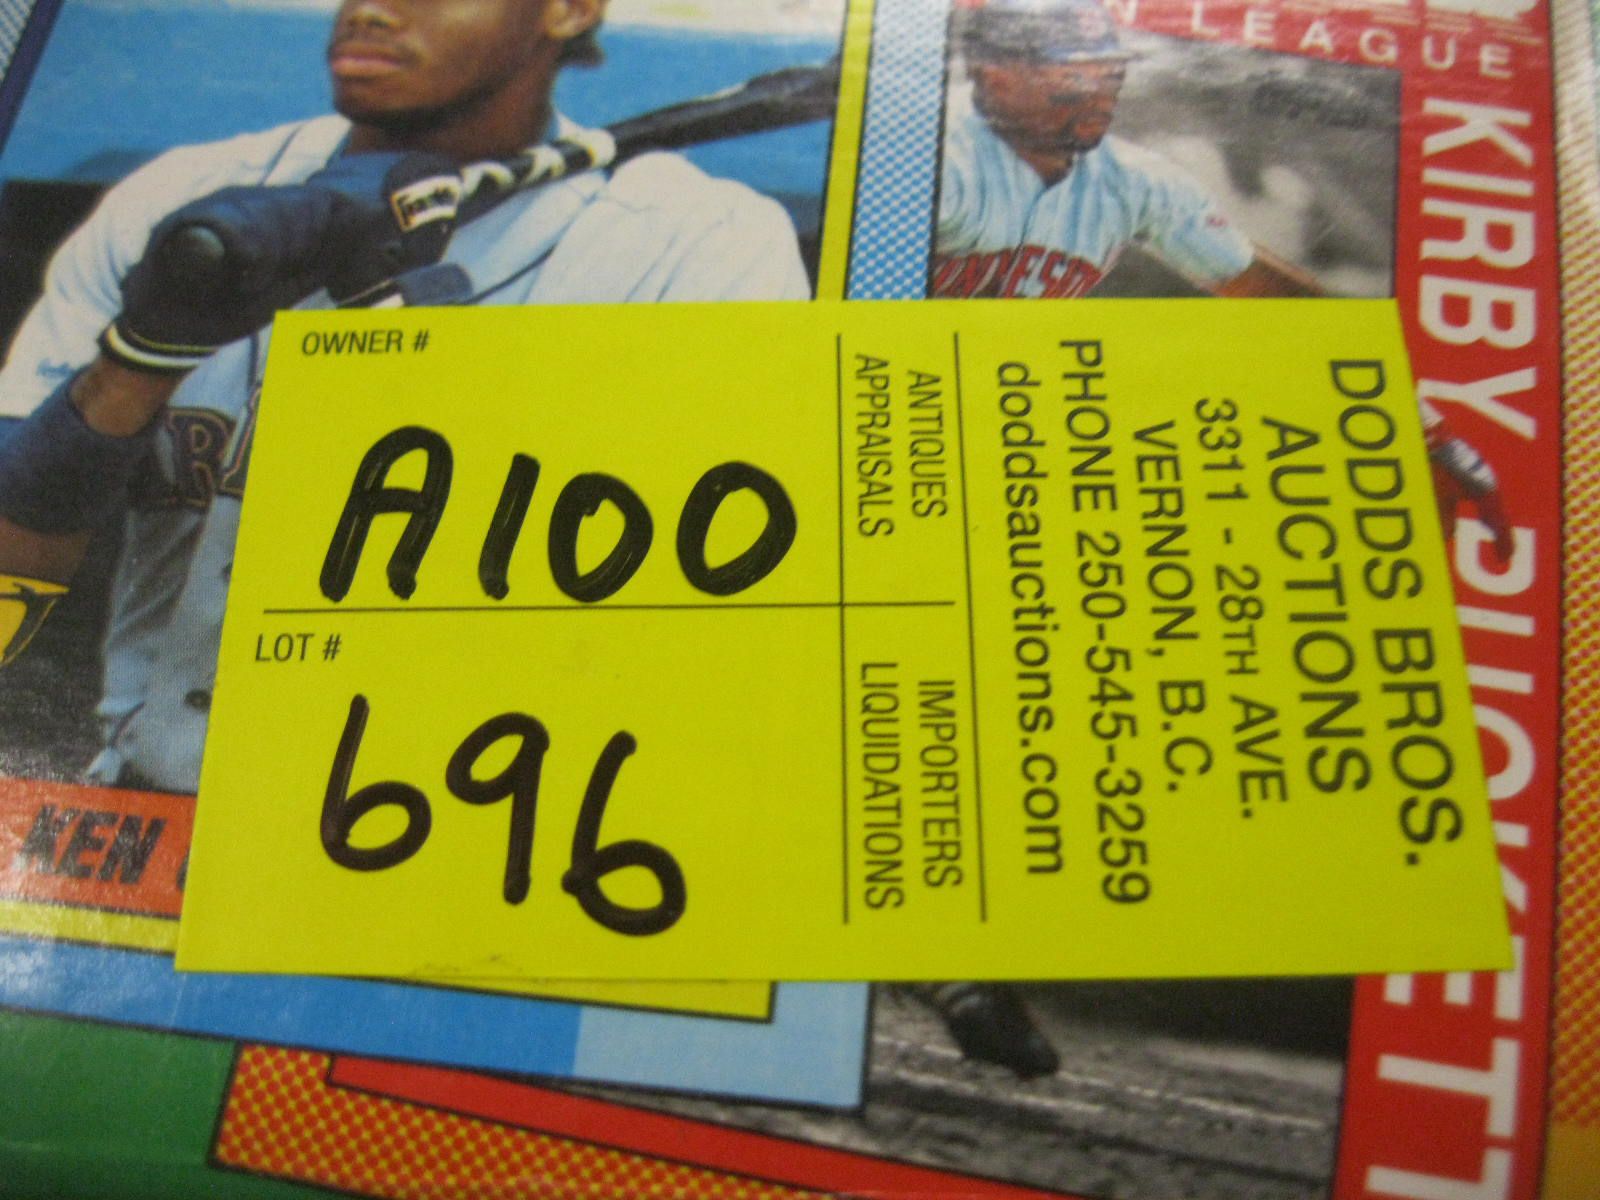 OWNER #
A100
LOT #
696
ANTIQUES
APPRAISALS
IMPORTERS
LIQUIDATIONS
DODDS BROS.
AUCTIONS
3311 - 28TH AVE.
VERNON, B.C.
PHONE 250-545-3259
doddsauctions.com
LEAGUE
KIRBY PUCKETT
KEN